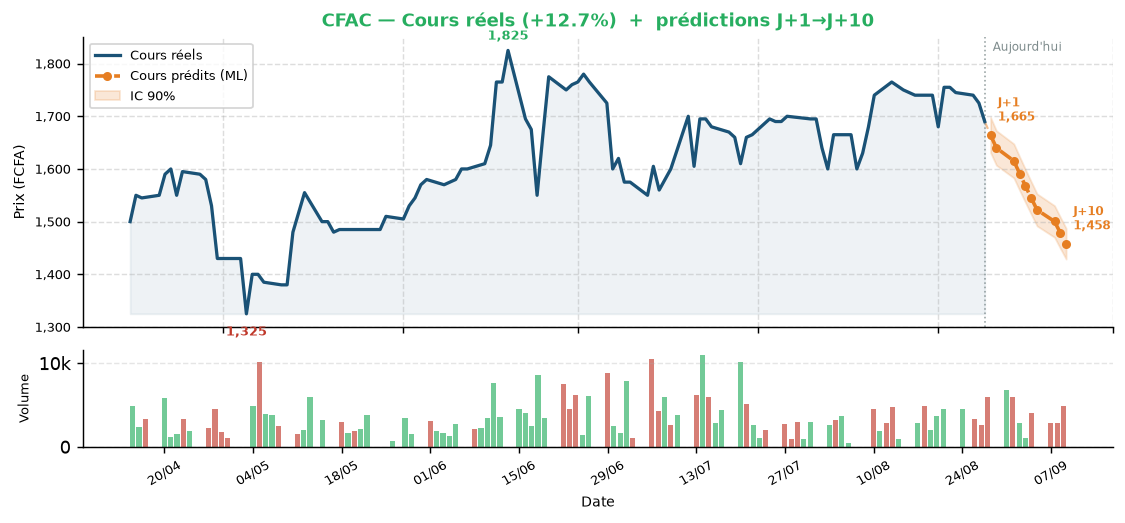 CFAC — Cours réels (+12.7%)  +  prédictions J+1→J+10
1,825
Cours réels
Cours prédits (ML)
IC 90%
Aujourd'hui
J+1
1,665
J+10
1,458
1,325
Prix (FCFA)
1,800
1,700
1,600
1,500
1,400
1,300
Volume
10k
0
20/04
04/05
18/05
01/06
15/06
29/06
13/07
27/07
10/08
24/08
07/09
Date